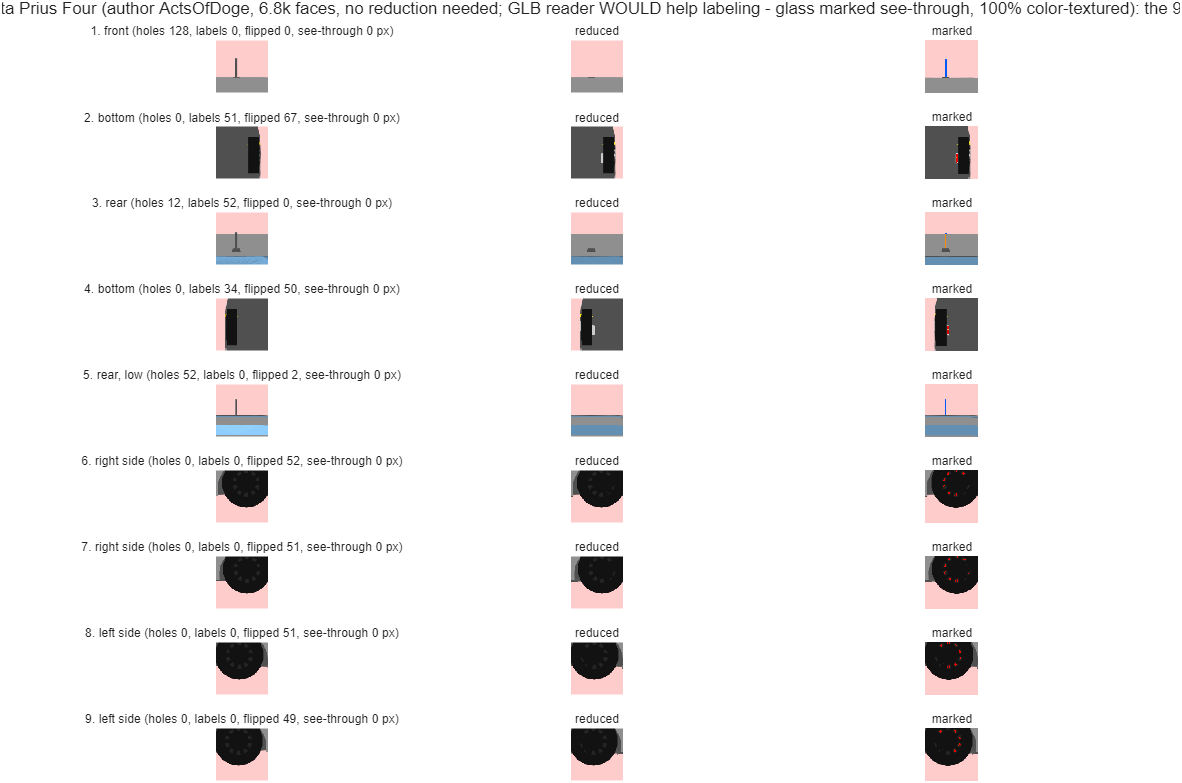 ta Prius Four (author ActsOfDoge, 6.8k faces, no reduction needed; GLB reader WOULD help labeling - glass marked see-through, 100% color-textured): the 9
1. front (holes 128, labels 0, flipped 0, see-through 0 px) reduced marked
2. bottom (holes 0, labels 51, flipped 67, see-through 0 px) reduced marked
3. rear (holes 12, labels 52, flipped 0, see-through 0 px) reduced marked
4. bottom (holes 0, labels 34, flipped 50, see-through 0 px) reduced marked
5. rear, low (holes 52, labels 0, flipped 2, see-through 0 px) reduced marked
6. right side (holes 0, labels 0, flipped 52, see-through 0 px) reduced marked
7. right side (holes 0, labels 0, flipped 51, see-through 0 px) reduced marked
8. left side (holes 0, labels 0, flipped 51, see-through 0 px) reduced marked
9. left side (holes 0, labels 0, flipped 49, see-through 0 px) reduced marked